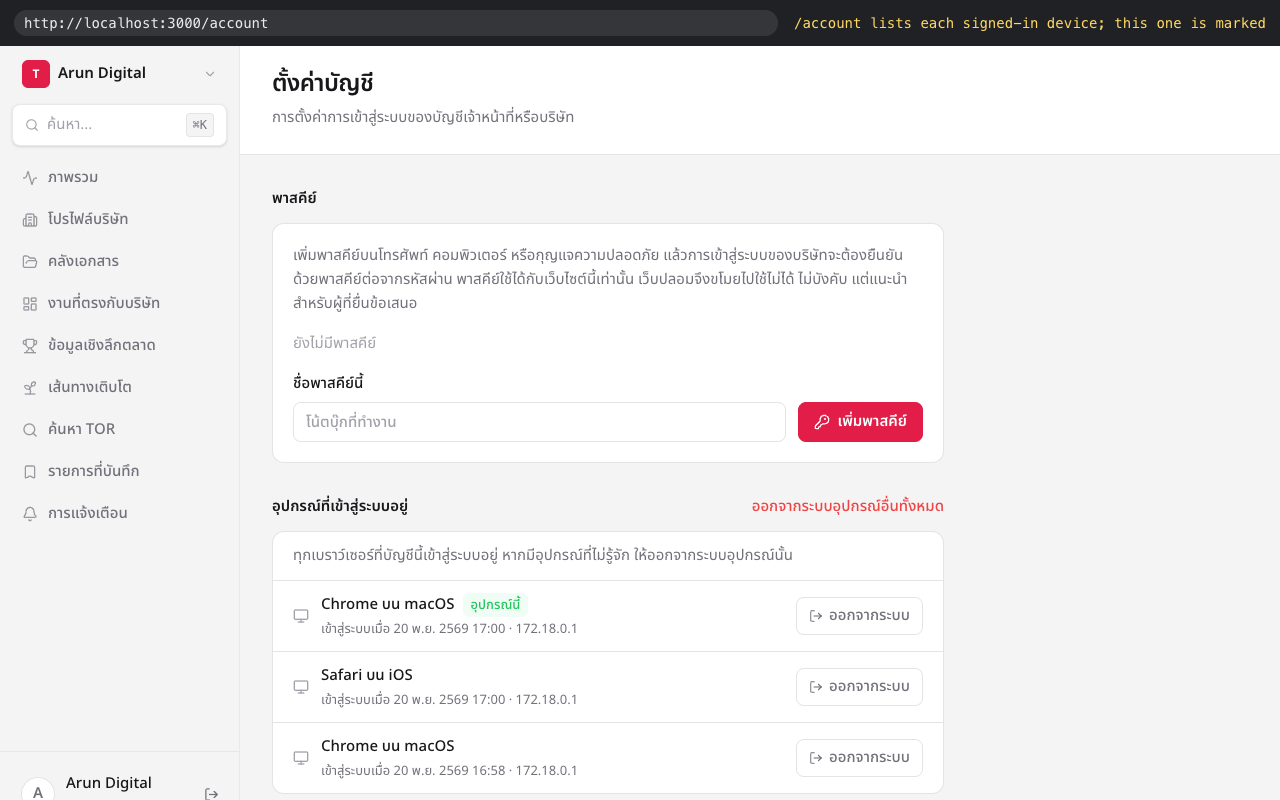 http://localhost:3000/account
/account lists each signed-in device; this one is marked
T
Arun Digital
ค้นหา...
⌘K
ภาพรวม
โปรไฟล์บริษัท
คลังเอกสาร
งานที่ตรงกับบริษัท
ข้อมูลเชิงลึกตลาด
เส้นทางเติบโต
ค้นหา TOR
รายการที่บันทึก
การแจ้งเตือน
A
Arun Digital
ตั้งค่าบัญชี
การตั้งค่าการเข้าสู่ระบบของบัญชีเจ้าหน้าที่หรือบริษัท
พาสคีย์
เพิ่มพาสคีย์บนโทรศัพท์ คอมพิวเตอร์ หรือกุญแจความปลอดภัย แล้วการเข้าสู่ระบบของบริษัทจะต้องยืนยัน
ด้วยพาสคีย์ต่อจากรหัสผ่าน พาสคีย์ใช้ได้กับเว็บไซต์นี้เท่านั้น เว็บปลอมจึงขโมยไปใช้ไม่ได้ ไม่บังคับ แต่แนะนำ
สำหรับผู้ที่ยื่นข้อเสนอ
ยังไม่มีพาสคีย์
ชื่อพาสคีย์นี้
โน้ตบุ๊กที่ทำงาน
เพิ่มพาสคีย์
อุปกรณ์ที่เข้าสู่ระบบอยู่
ออกจากระบบอุปกรณ์อื่นทั้งหมด
ทุกเบราว์เซอร์ที่บัญชีนี้เข้าสู่ระบบอยู่ หากมีอุปกรณ์ที่ไม่รู้จัก ให้ออกจากระบบอุปกรณ์นั้น
Chrome บน macOS
อุปกรณ์นี้
เข้าสู่ระบบเมื่อ 20 พ.ย. 2569 17:00 · 172.18.0.1
ออกจากระบบ
Safari บน iOS
เข้าสู่ระบบเมื่อ 20 พ.ย. 2569 17:00 · 172.18.0.1
ออกจากระบบ
Chrome บน macOS
เข้าสู่ระบบเมื่อ 20 พ.ย. 2569 16:58 · 172.18.0.1
ออกจากระบบ